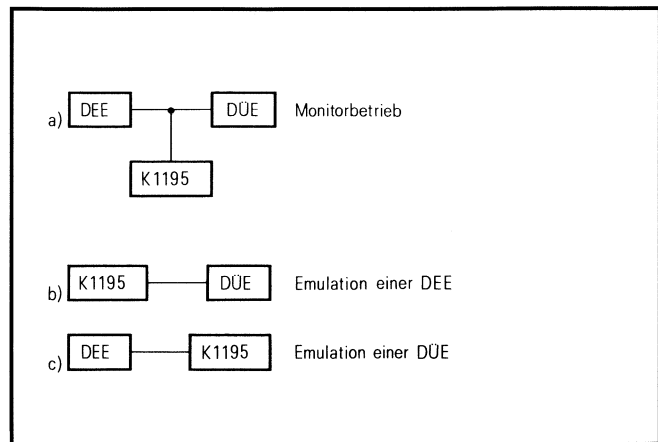 a) DEE DÜE Monitorbetrieb
K1195
b) K1195 DÜE Emulation einer DEE
c) DEE K1195 Emulation einer DÜE